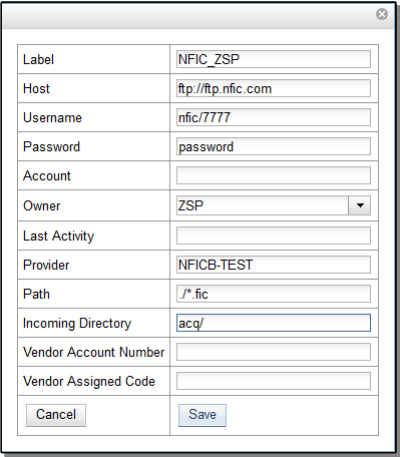 Label NFIC_ZSP
Host ftp://ftp.nfic.com
Username nfic/7777
Password password
Account
Owner ZSP
Last Activity
Provider NFICB-TEST
Path ./*.fic
Incoming Directory acq/
Vendor Account Number
Vendor Assigned Code
Cancel Save